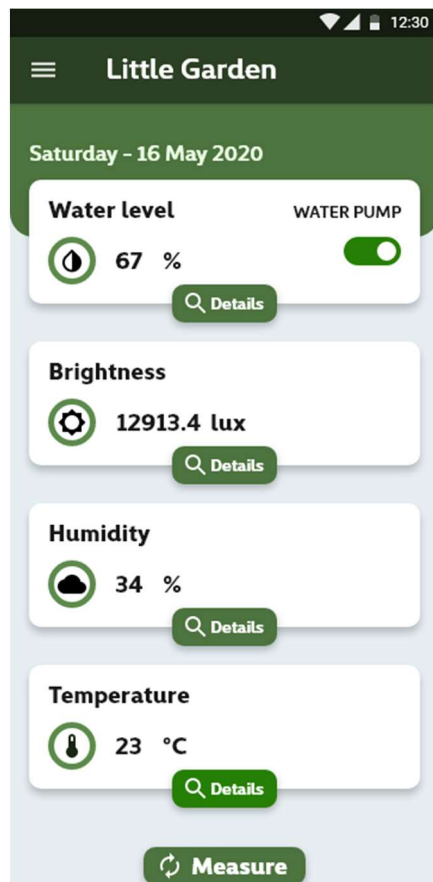 12:30
Little Garden
Saturday - 16 May 2020
Water level
WATER PUMP
67 %
Details
Brightness
12913.4 lux
Details
Humidity
34 %
Details
Temperature
23 °C
Details
Measure